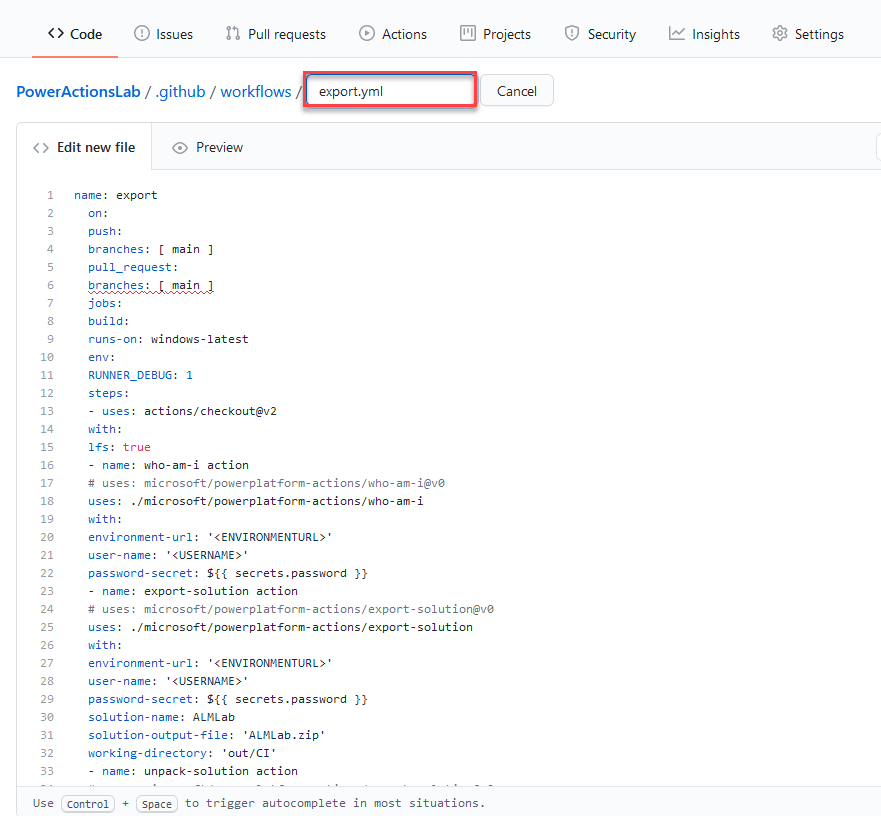 Code Issues Pull requests Actions Projects Security Insights Settings
PowerActionsLab / .github / workflows / export.yml Cancel
Edit new file Preview
1 name: export
2 on:
3 push:
4 branches: [ main ]
5 pull_request:
6 branches: [ main ]
7 jobs:
8 build:
9 runs-on: windows-latest
10 env:
11 RUNNER_DEBUG: 1
12 steps:
13 - uses: actions/checkout@v2
14 with:
15 lfs: true
16 - name: who-am-i action
17 # uses: microsoft/powerplatform-actions/who-am-i@v0
18 uses: ./microsoft/powerplatform-actions/who-am-i
19 with:
20 environment-url: '<ENVIRONMENTURL>'
21 user-name: '<USERNAME>'
22 password-secret: ${{ secrets.password }}
23 - name: export-solution action
24 # uses: microsoft/powerplatform-actions/export-solution@v0
25 uses: ./microsoft/powerplatform-actions/export-solution
26 with:
27 environment-url: '<ENVIRONMENTURL>'
28 user-name: '<USERNAME>'
29 password-secret: ${{ secrets.password }}
30 solution-name: ALMLab
31 solution-output-file: 'ALMLab.zip'
32 working-directory: 'out/CI'
33 - name: unpack-solution action
Use Control + Space to trigger autocomplete in most situations.